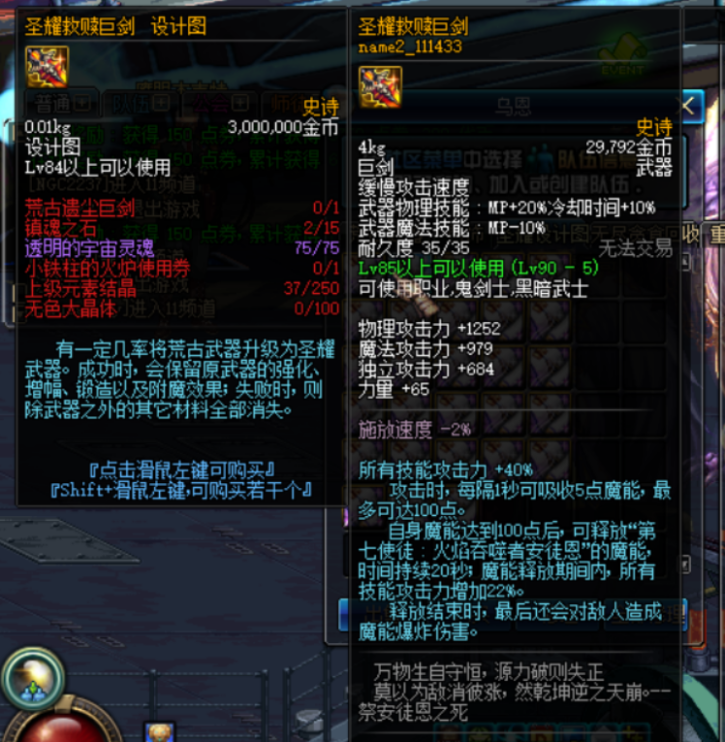 圣耀救赎巨剑 设计图
史诗
0.01kg 3,000,000金币
设计图
Lv84以上可以使用
荒古遗尘巨剑 0/1
镇魂之石 2/15
透明的宇宙灵魂 75/75
小铁柱的火炉使用券 0/1
上级元素结晶 37/250
无色大晶体 0/100
有一定几率将荒古武器升级为圣耀
武器。成功时，会保留原武器的强化、
增幅、锻造以及附魔效果；失败时，则
除武器之外的其它材料全部消失。
『点击滑鼠左键可购买』
『Shift+滑鼠左键,可购买若干个』
圣耀救赎巨剑
name2_111433
史诗
4kg 29,792金币
巨剑 武器
缓慢攻击速度
武器物理技能 : MP+20%冷却时间+10%
武器魔法技能 : MP-10%
耐久度 35/35 无法交易
Lv85以上可以使用 (Lv90 - 5)
可使用职业,鬼剑士,黑暗武士
物理攻击力 +1252
魔法攻击力 +979
独立攻击力 +684
力量 +65
施放速度 -2%
所有技能攻击力 +40%
攻击时，每隔1秒可吸收5点魔能，最
多可达100点。
自身魔能达到100点后，可释放“第
七使徒：火焰吞噬者安徒恩”的魔能，
时间持续20秒；魔能释放期间内，所有
技能攻击力增加22%。
释放结束时，最后还会对敌人造成
魔能爆炸伤害。
万物生自守恒，源力破则失正
莫以为敌消彼涨，然乾坤逆之天崩。--
祭安徒恩之死